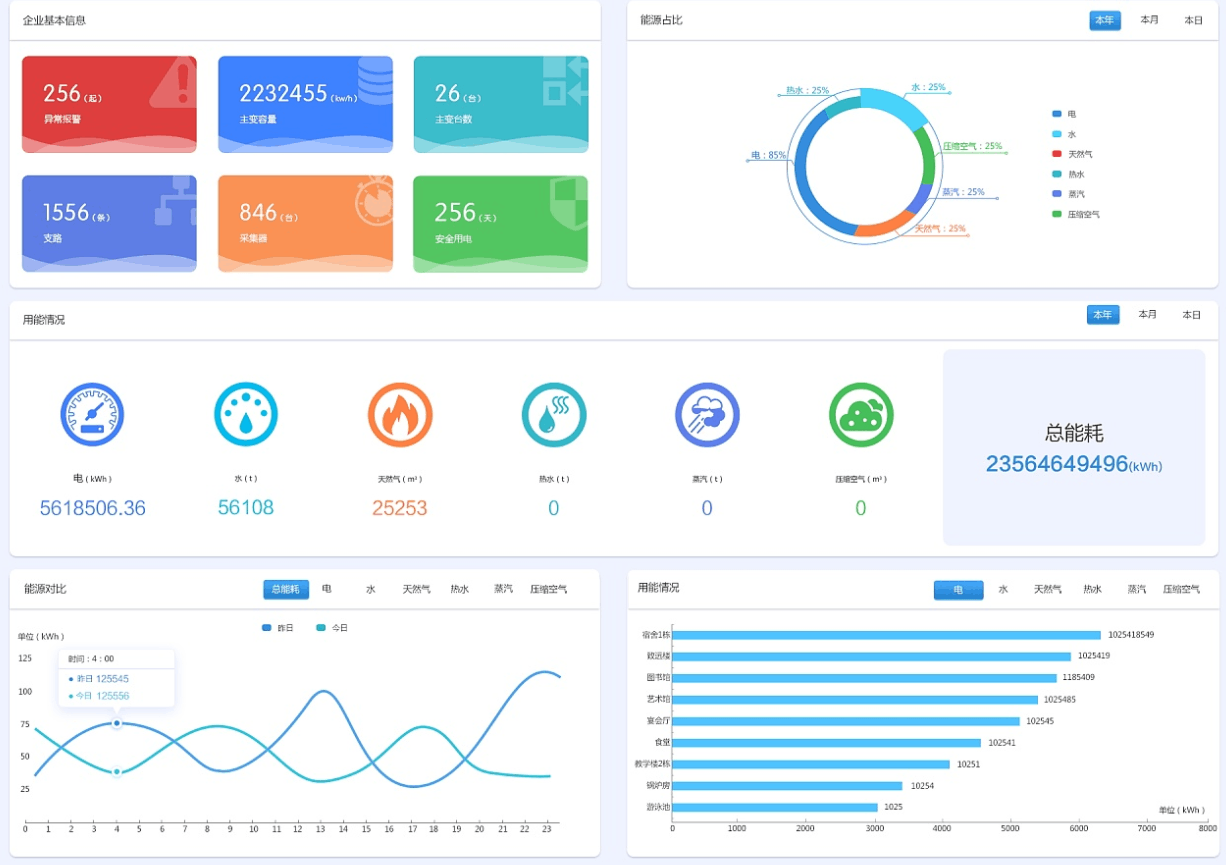 企业基本信息
256(起)
异常报警
2232455(kw/h)
主变容量
26(台)
主变台数
1556(条)
支路
846(台)
采集器
256(天)
安全用电
能源占比
本年 本月 本日
热水：25%
水：25%
电：85%
压缩空气：25%
蒸汽：25%
天然气：25%
电
水
天然气
热水
蒸汽
压缩空气
用能情况
本年 本月 本日
电（kWh）
5618506.36
水（t）
56108
天然气（m³）
25253
热水（t）
0
蒸汽（t）
0
压缩空气（m³）
0
总能耗
23564649496(kWh)
能源对比
总能耗 电 水 天然气 热水 蒸汽 压缩空气
昨日 今日
单位（kWh）
时间：4：00
昨日 125545
今日 125556
125
100
75
50
25
0 1 2 3 4 5 6 7 8 9 10 11 12 13 14 15 16 17 18 19 20 21 22 23
用能情况
电 水 天然气 热水 蒸汽 压缩空气
宿舍1栋 1025418549
致远楼 1025419
图书馆 1185409
艺术馆 1025485
宴会厅 102545
食堂 102541
教学楼2栋 10251
锅炉房 10254
游泳池 1025
单位（kWh）
0 1000 2000 3000 4000 5000 6000 7000 8000